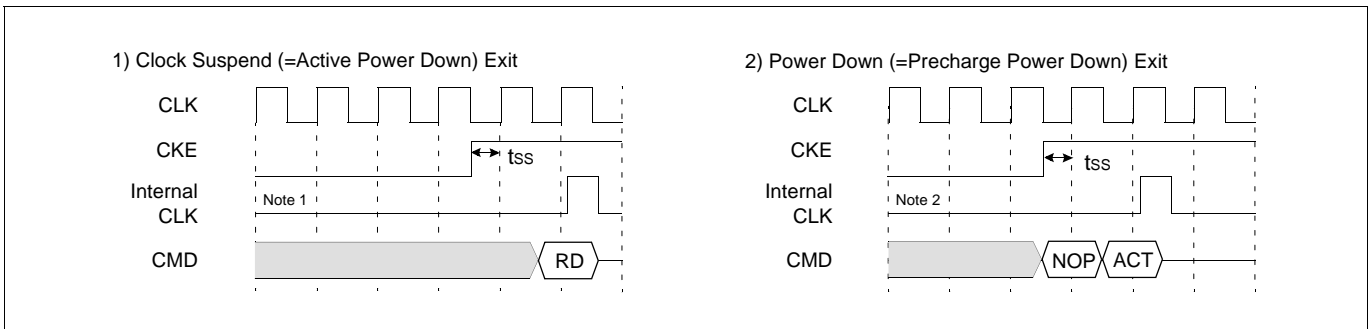 1) Clock Suspend (=Active Power Down) Exit
CLK
CKE
tss
Internal
CLK
Note 1
CMD
RD
2) Power Down (=Precharge Power Down) Exit
CLK
CKE
tss
Internal
CLK
Note 2
CMD
NOP
ACT